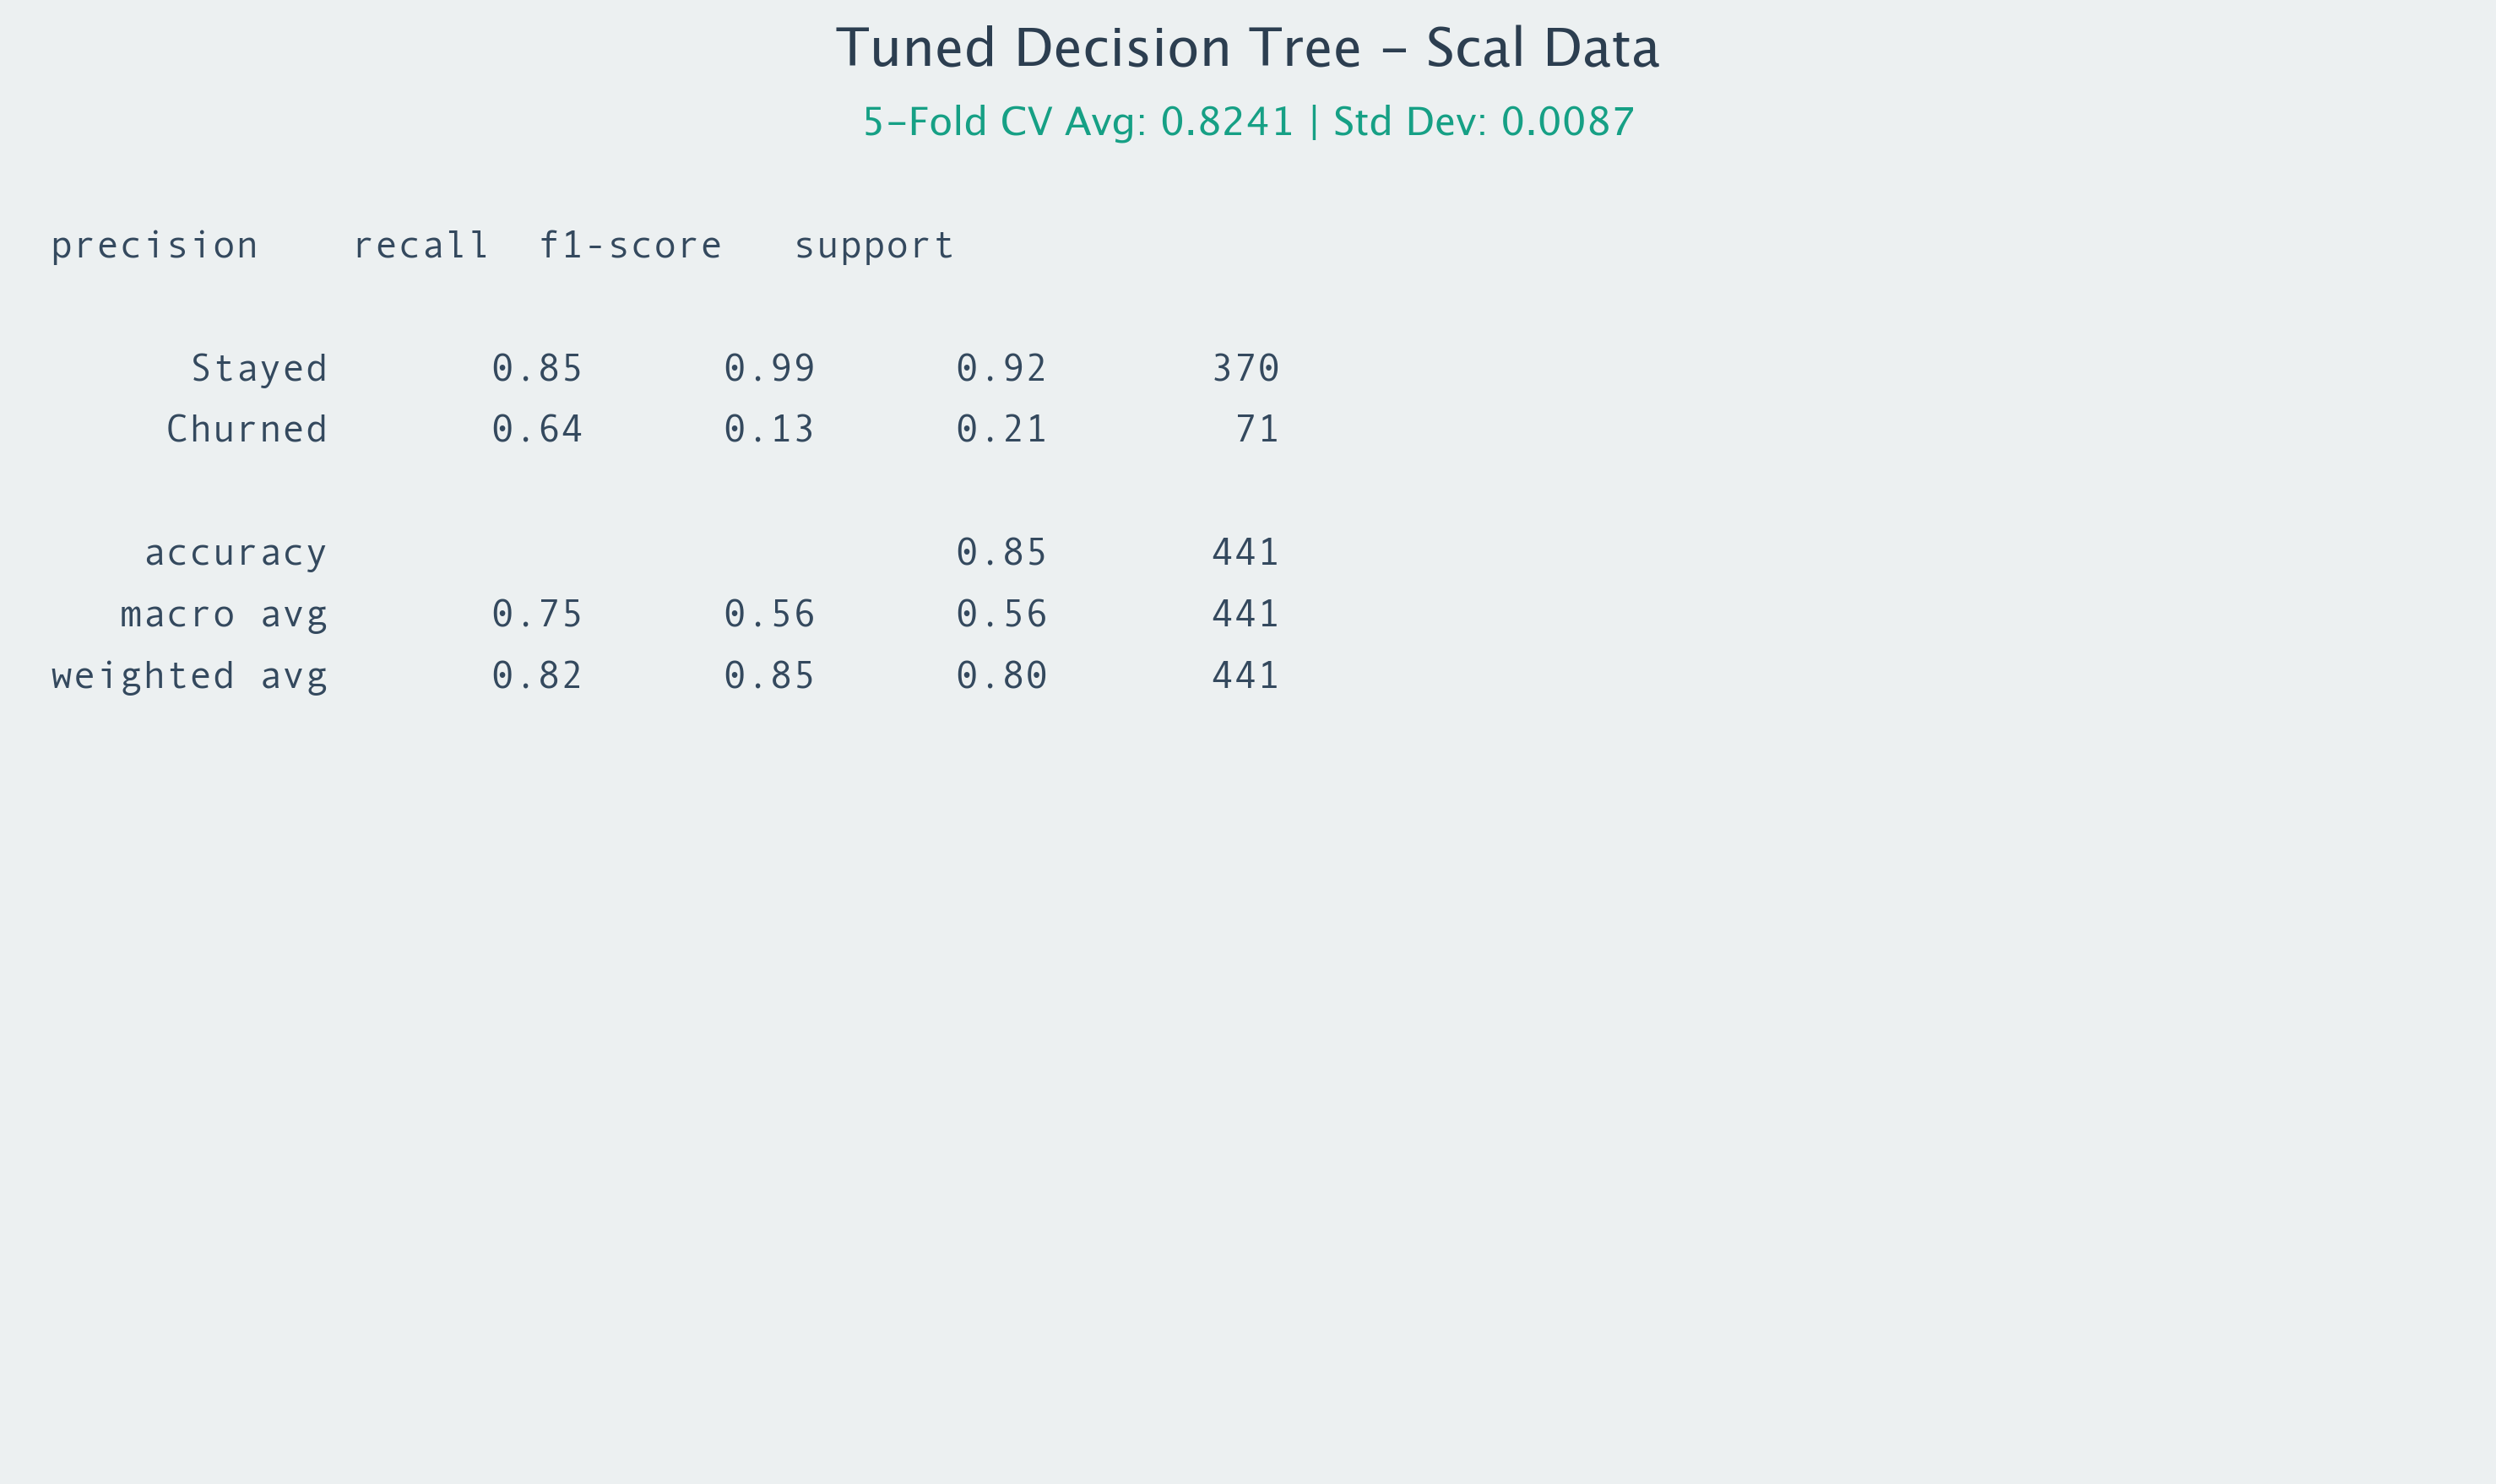 Tuned Decision Tree – Scal Data
5-Fold CV Avg: 0.8241 | Std Dev: 0.0087
precision    recall  f1-score   support
Stayed       0.85      0.99      0.92       370
Churned       0.64      0.13      0.21        71
accuracy                           0.85       441
macro avg       0.75      0.56      0.56       441
weighted avg       0.82      0.85      0.80       441